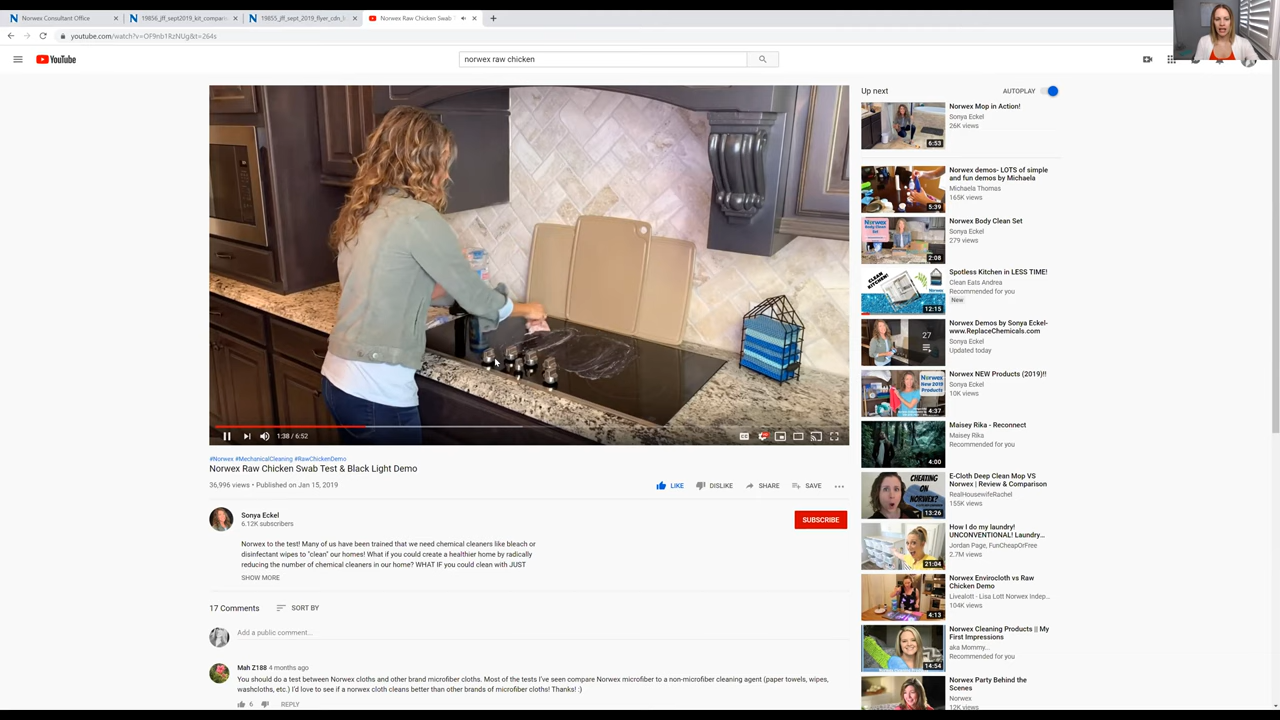 Norwex Consultant Office
19856_jff_sept2019_kit_compari
19855_jff_sept_2019_flyer_cdn_l
Norwex Raw Chicken Swab T
youtube.com/watch?v=OF9nb1RzNUg&t=264s
YouTube
norwex raw chicken
Up next
AUTOPLAY
Norwex Mop in Action!
Sonya Eckel
26K views
6:53
Norwex demos- LOTS of simple
and fun demos by Michaela
Michaela Thomas
165K views
5:39
Norwex Body Clean Set
Sonya Eckel
279 views
2:08
Spotless Kitchen in LESS TIME!
Clean Eats Andrea
Recommended for you
New
12:15
Norwex Demos by Sonya Eckel-
www.ReplaceChemicals.com
Sonya Eckel
Updated today
27
Norwex NEW Products (2019)!!
Sonya Eckel
10K views
4:37
Maisey Rika - Reconnect
Maisey Rika
Recommended for you
4:00
E-Cloth Deep Clean Mop VS
Norwex | Review & Comparison
RealHousewifeRachel
155K views
CHEATING ON NORWEX?
13:26
How I do my laundry!
UNCONVENTIONAL! Laundry...
Jordan Page, FunCheapOrFree
2.7M views
21:04
Norwex Envirocloth vs Raw
Chicken Demo
Livealott - Lisa Lott Norwex Indep...
104K views
4:13
Norwex Cleaning Products || My
First Impressions
aka Mommy...
Recommended for you
14:54
Norwex Party Behind the
Scenes
Norwex
12K views
1:38 / 6:52
#Norwex #MechanicalCleaning #RawChickenDemo
Norwex Raw Chicken Swab Test & Black Light Demo
36,996 views • Published on Jan 15, 2019
LIKE DISLIKE SHARE SAVE
Sonya Eckel
6.12K subscribers
SUBSCRIBE
Norwex to the test! Many of us have been trained that we need chemical cleaners like bleach or
disinfectant wipes to "clean" our homes! What if you could create a healthier home by radically
reducing the number of chemical cleaners in our home? WHAT IF you could clean with JUST
SHOW MORE
17 Comments SORT BY
Add a public comment...
Mah Z188 4 months ago
You should do a test between Norwex cloths and other brand microfiber cloths. Most of the tests I've seen compare Norwex microfiber to a non-microfiber cleaning agent (paper towels, wipes,
washcloths, etc.) I'd love to see if a norwex cloth cleans better than other brands of microfiber cloths! Thanks! :)
6 REPLY